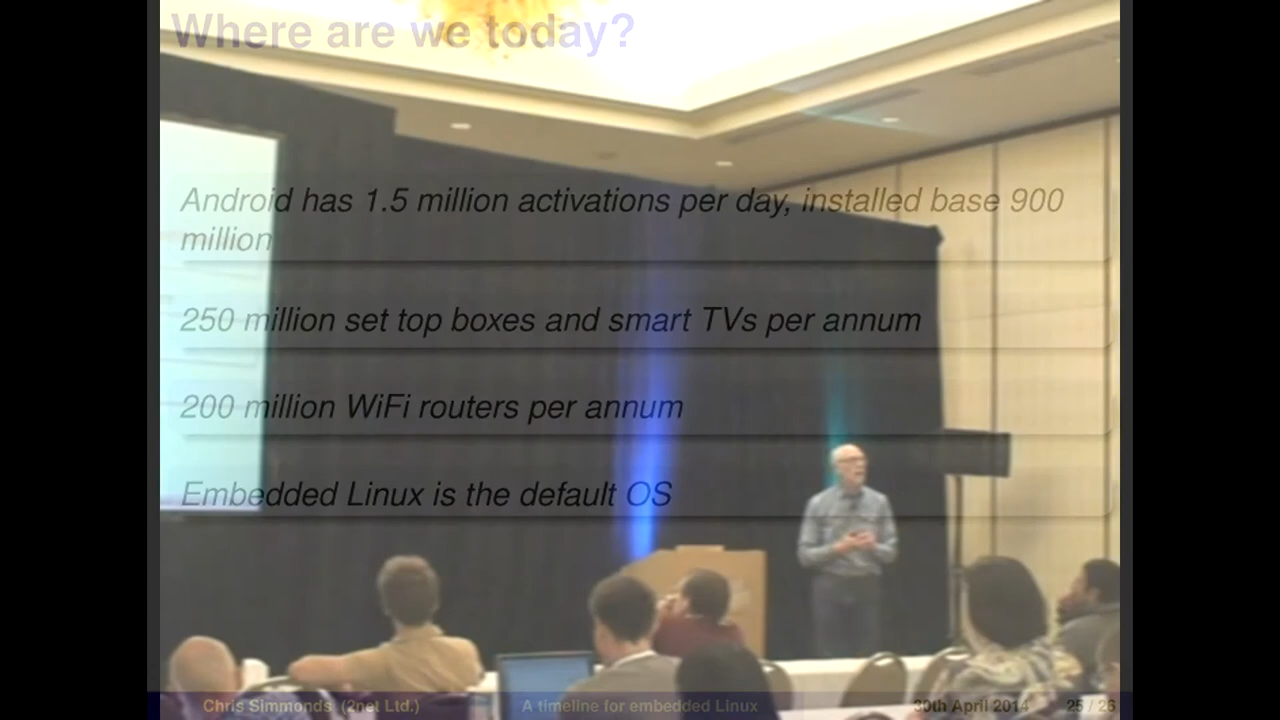 Where are we today?
Android has 1.5 million activations per day, installed base 900
million
250 million set top boxes and smart TVs per annum
200 million WiFi routers per annum
Embedded Linux is the default OS
Chris Simmonds (2net Ltd.) A timeline for embedded Linux 30th April 2014 25 / 26